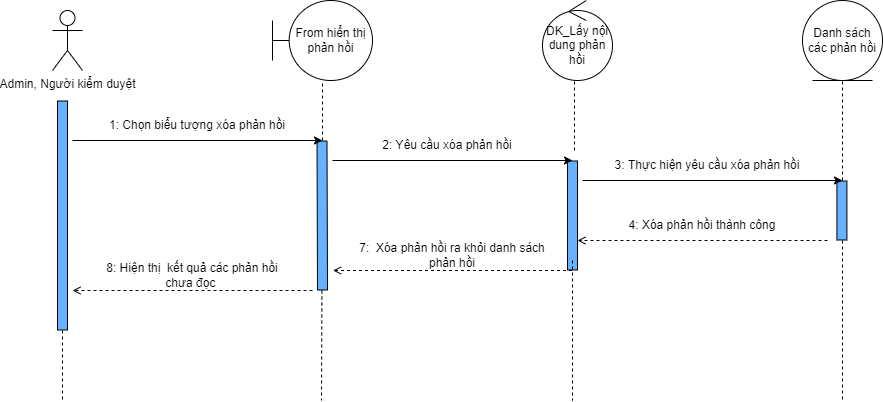 From hiển thị
phản hồi
DK_Lấy nội
dung phản
hồi
Danh sách
các phản hồi
Admin, Người kiểm duyệt
1: Chọn biểu tượng xóa phản hồi
2: Yêu cầu xóa phản hồi
3: Thực hiện yêu cầu xóa phản hồi
4: Xóa phản hồi thành công
7: Xóa phản hồi ra khỏi danh sách
phản hồi
8: Hiện thị kết quả các phản hồi
chưa đọc